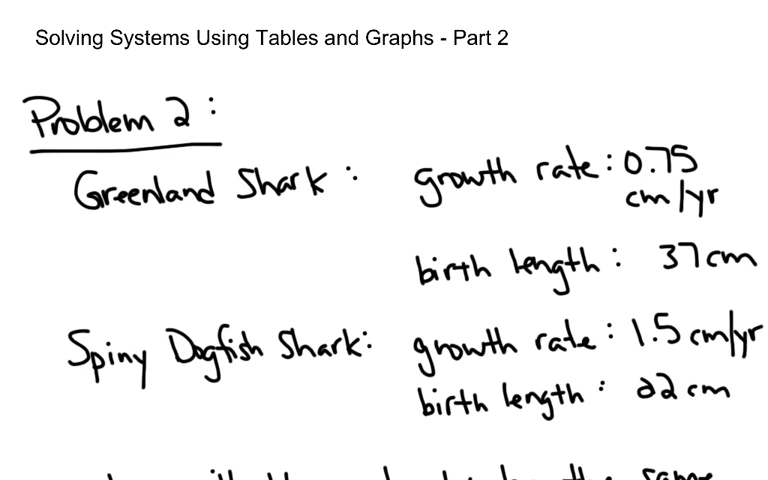 Solving Systems Using Tables and Graphs - Part 2
Problem 2:
Greenland Shark: growth rate: 0.75
cm/yr
birth length: 37cm
Spiny Dogfish Shark: growth rate: 1.5 cm/yr
birth length: 22 cm